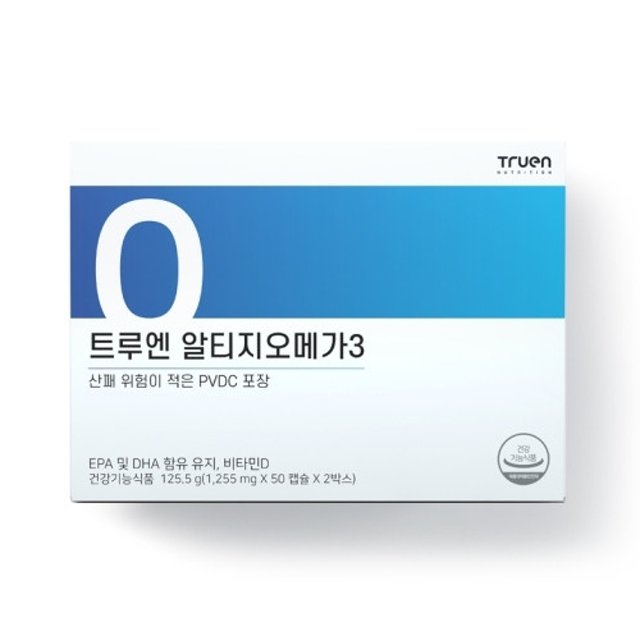 Truen
NUTRITION
O
트루엔 알티지오메가3
산패 위험이 적은 PVDC 포장
EPA 및 DHA 함유 유지, 비타민D
건강기능식품 125.5 g(1,255 mg X 50 캡슐 X 2박스)
건강
기능식품